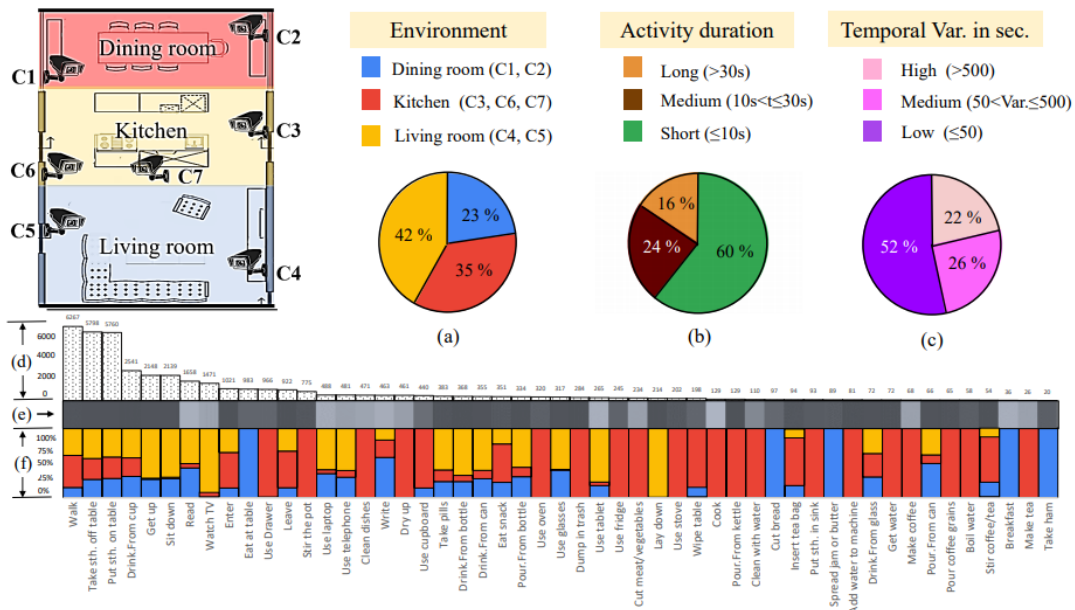 Dining room
C2
C1
Kitchen
C3
C6
C7
C5
Living room
C4
Environment
Dining room (C1, C2)
Kitchen (C3, C6, C7)
Living room (C4, C5)
23 %
42 %
35 %
(a)
Activity duration
Long (>30s)
Medium (10s<t≤30s)
Short (≤10s)
16 %
24 %
60 %
(b)
Temporal Var. in sec.
High (>500)
Medium (50<Var.≤500)
Low (≤50)
22 %
52 %
26 %
(c)
(d)
6000
4000
2000
0
6267 5798 5760 2541 2148 2139 1658 1471 1021 983 966 922 775 488 481 471 463 461 440 383 368 355 351 334 320 317 284 265 245 234 214 202 198 129 129 110 97 94 93 89 81 72 72 68 66 59 58 54 36 26 20
(e)
(f)
100%
75%
50%
25%
0%
Walk
Take sth. off table
Put sth. on table
Drink.From cup
Get up
Sit down
Read
Watch TV
Enter
Eat at table
Use Drawer
Leave
Stir the pot
Use laptop
Use telephone
Clean dishes
Write
Dry up
Use cupboard
Take pills
Drink.From bottle
Drink.From can
Eat snack
Pour.From bottle
Use oven
Use glasses
Dump in trash
Use tablet
Use fridge
Cut meat/vegetables
Lay down
Use stove
Wipe table
Cook
Pour.From kettle
Clean with water
Cut bread
Insert tea bag
Put sth. in sink
Spread jam or butter
Add water to machine
Drink.From glass
Get water
Make coffee
Pour.From can
Pour coffee grains
Boil water
Stir coffee/tea
Breakfast
Make tea
Take ham